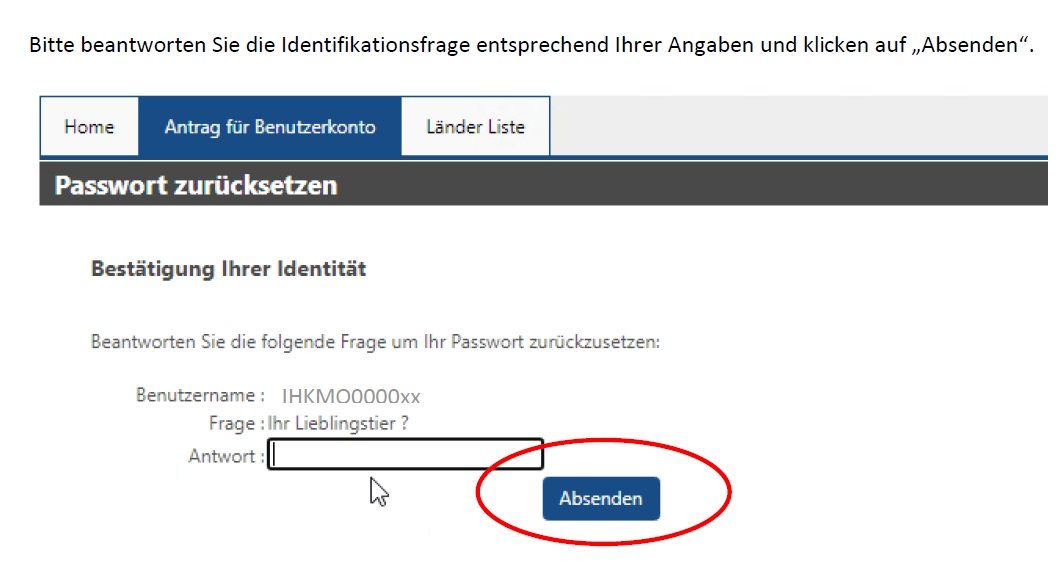 Bitte beantworten Sie die Identifikationsfrage entsprechend Ihrer Angaben und klicken auf „Absenden“.
Home Antrag für Benutzerkonto Länder Liste
Passwort zurücksetzen
Bestätigung Ihrer Identität
Beantworten Sie die folgende Frage um Ihr Passwort zurückzusetzen:
Benutzername : IHKMO0000xx
Frage : Ihr Lieblingstier ?
Antwort :
Absenden